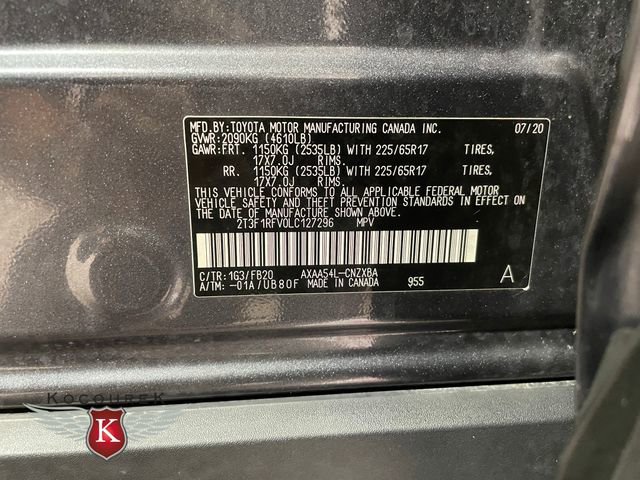 MFD.BY:TOYOTA MOTOR MANUFACTURING CANADA INC. 07/20
GVWR:2090KG (4610LB)
GAWR:FRT. 1150KG (2535LB) WITH 225/65R17 TIRES,
17X7.0J RIMS.
RR. 1150KG (2535LB) WITH 225/65R17 TIRES,
17X7.0J RIMS.
THIS VEHICLE CONFORMS TO ALL APPLICABLE FEDERAL MOTOR
VEHICLE SAFETY AND THEFT PREVENTION STANDARDS IN EFFECT ON
THE DATE OF MANUFACTURE SHOWN ABOVE.
2T3F1RFV0LC127296 MPV
C/TR:1G3/FB20 AXAA54L-CNZXBA
A/TM:-01A/UB80F MADE IN CANADA 955 A
KOCOUREK
K